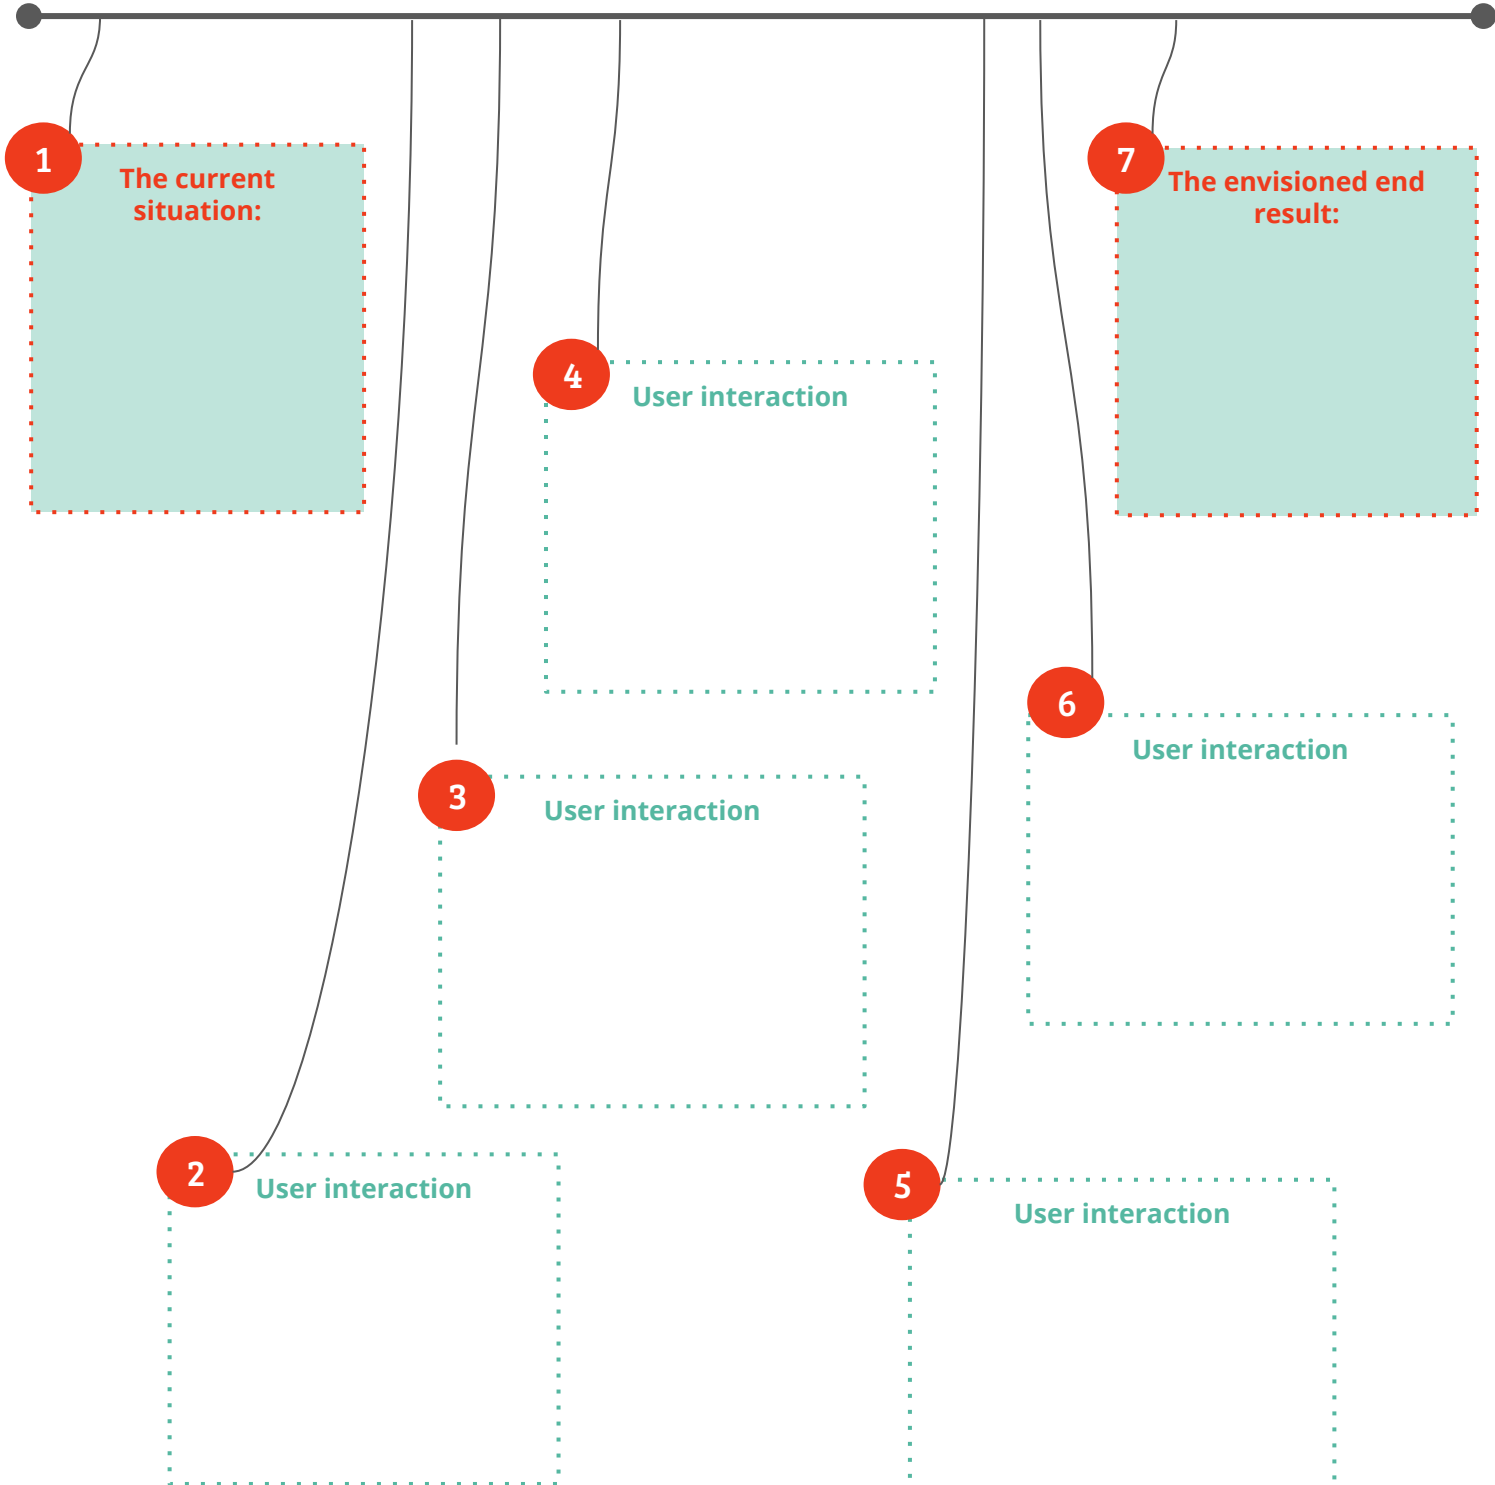 1
The current
situation:
7
The envisioned end
result:
4
User interaction
6
User interaction
3
User interaction
2
User interaction
5
User interaction